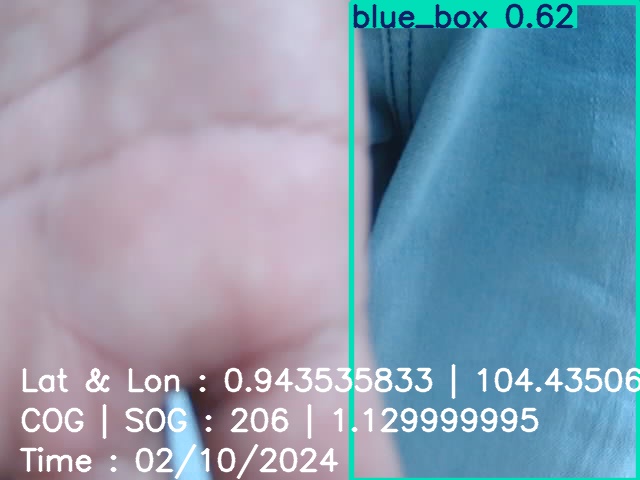 blue_box 0.62
Lat & Lon : 0.943535833 | 104.43506
COG | SOG : 206 | 1.129999995
Time : 02/10/2024